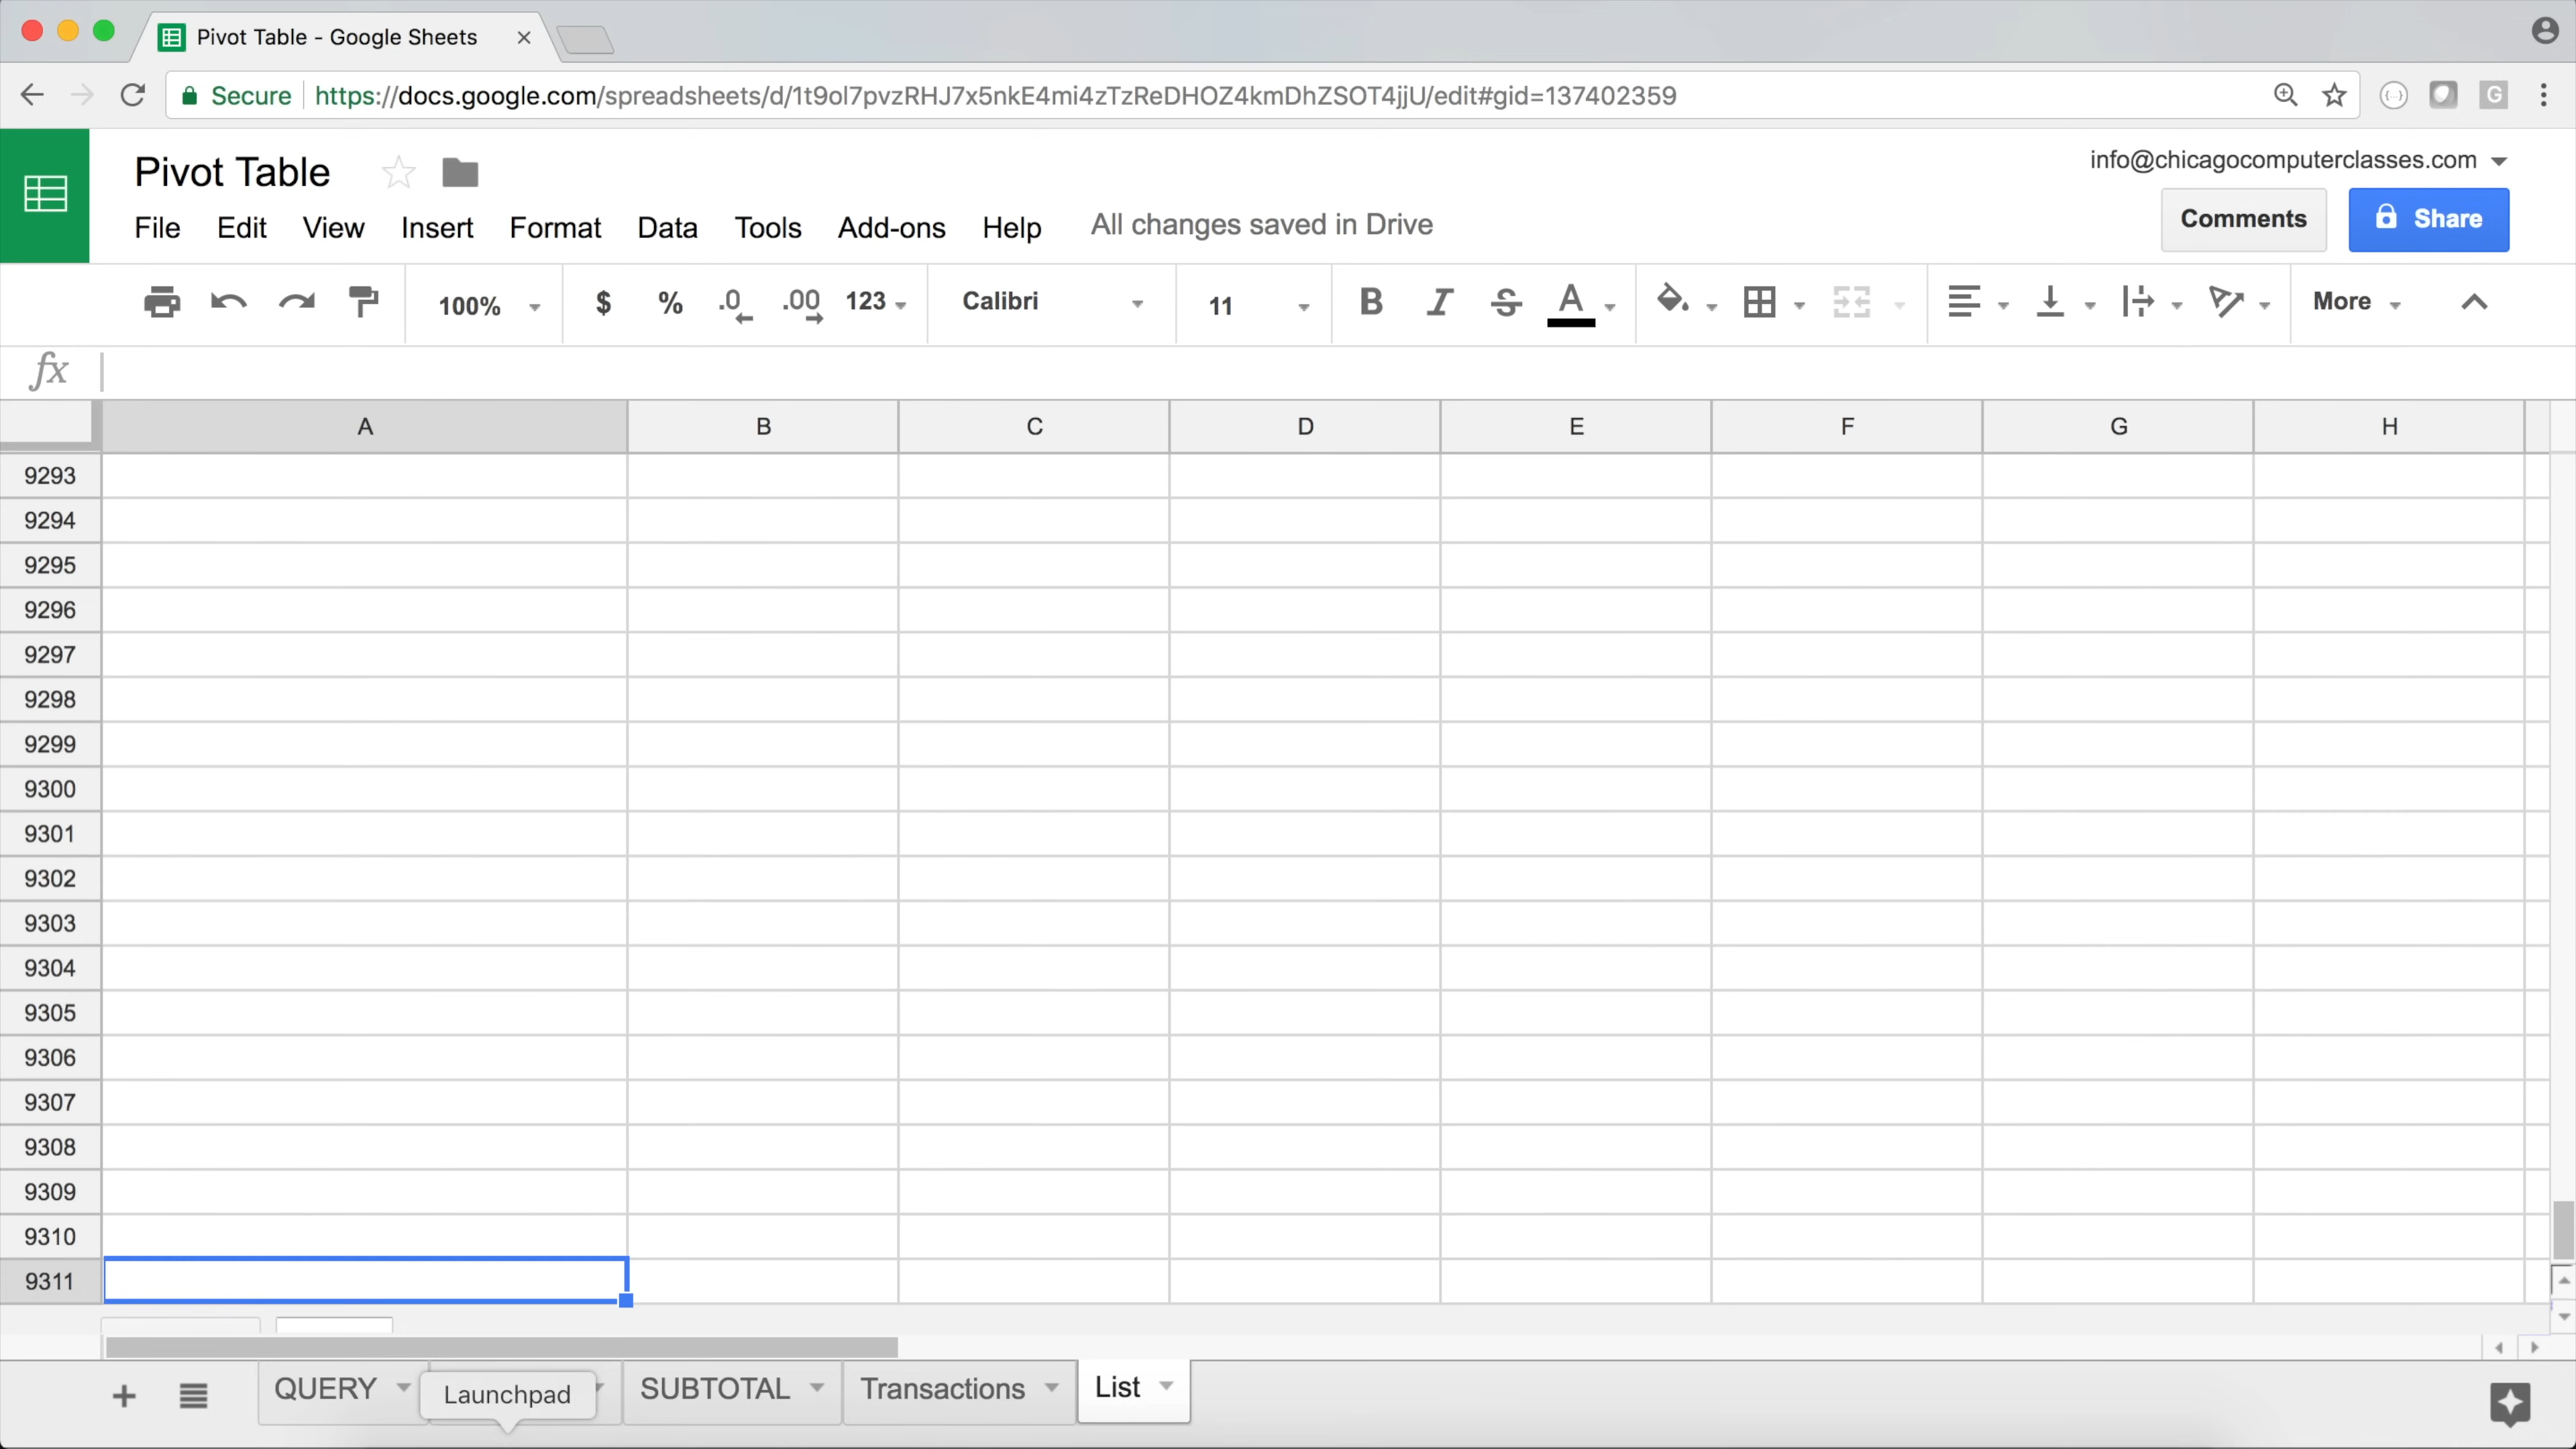 Pivot Table - Google Sheets
Secure https://docs.google.com/spreadsheets/d/1t9ol7pvzRHJ7x5nkE4mi4zTzReDHOZ4kmDhZSOT4jjU/edit#gid=137402359
G
Pivot Table
info@chicagocomputerclasses.com
File Edit View Insert Format Data Tools Add-ons Help All changes saved in Drive
Comments Share
100% $ % .0 .00 123 Calibri 11 B I S A More
fx
A B C D E F G H
9293
9294
9295
9296
9297
9298
9299
9300
9301
9302
9303
9304
9305
9306
9307
9308
9309
9310
9311
QUERY Launchpad SUBTOTAL Transactions List